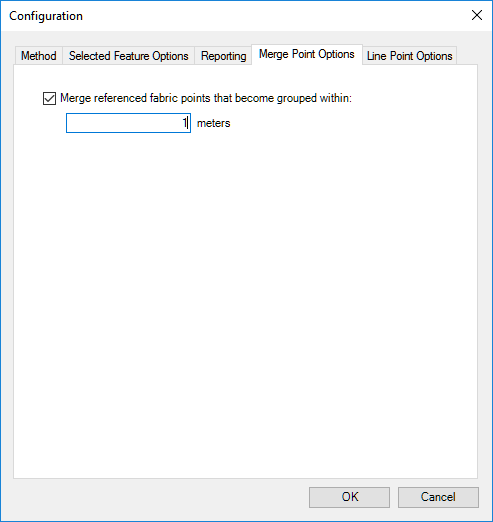 Configuration
Method Selected Feature Options Reporting Merge Point Options Line Point Options
Merge referenced fabric points that become grouped within:
1 meters
OK Cancel